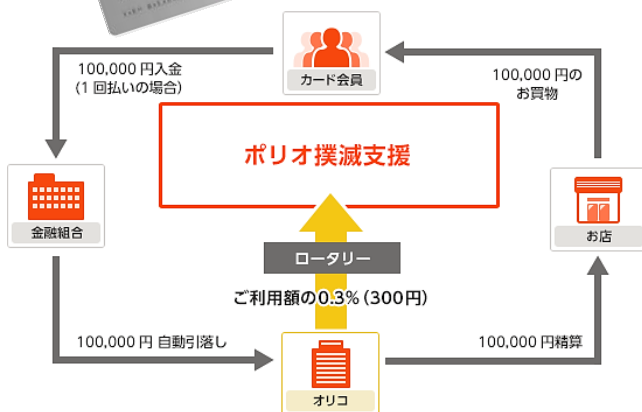 カード会員
100,000 円入金
(1 回払いの場合)
100,000 円の
お買物
ポリオ撲滅支援
金融組合
お店
ロータリー
ご利用額の0.3%(300円)
100,000 円 自動引落し
100,000 円精算
オリコ